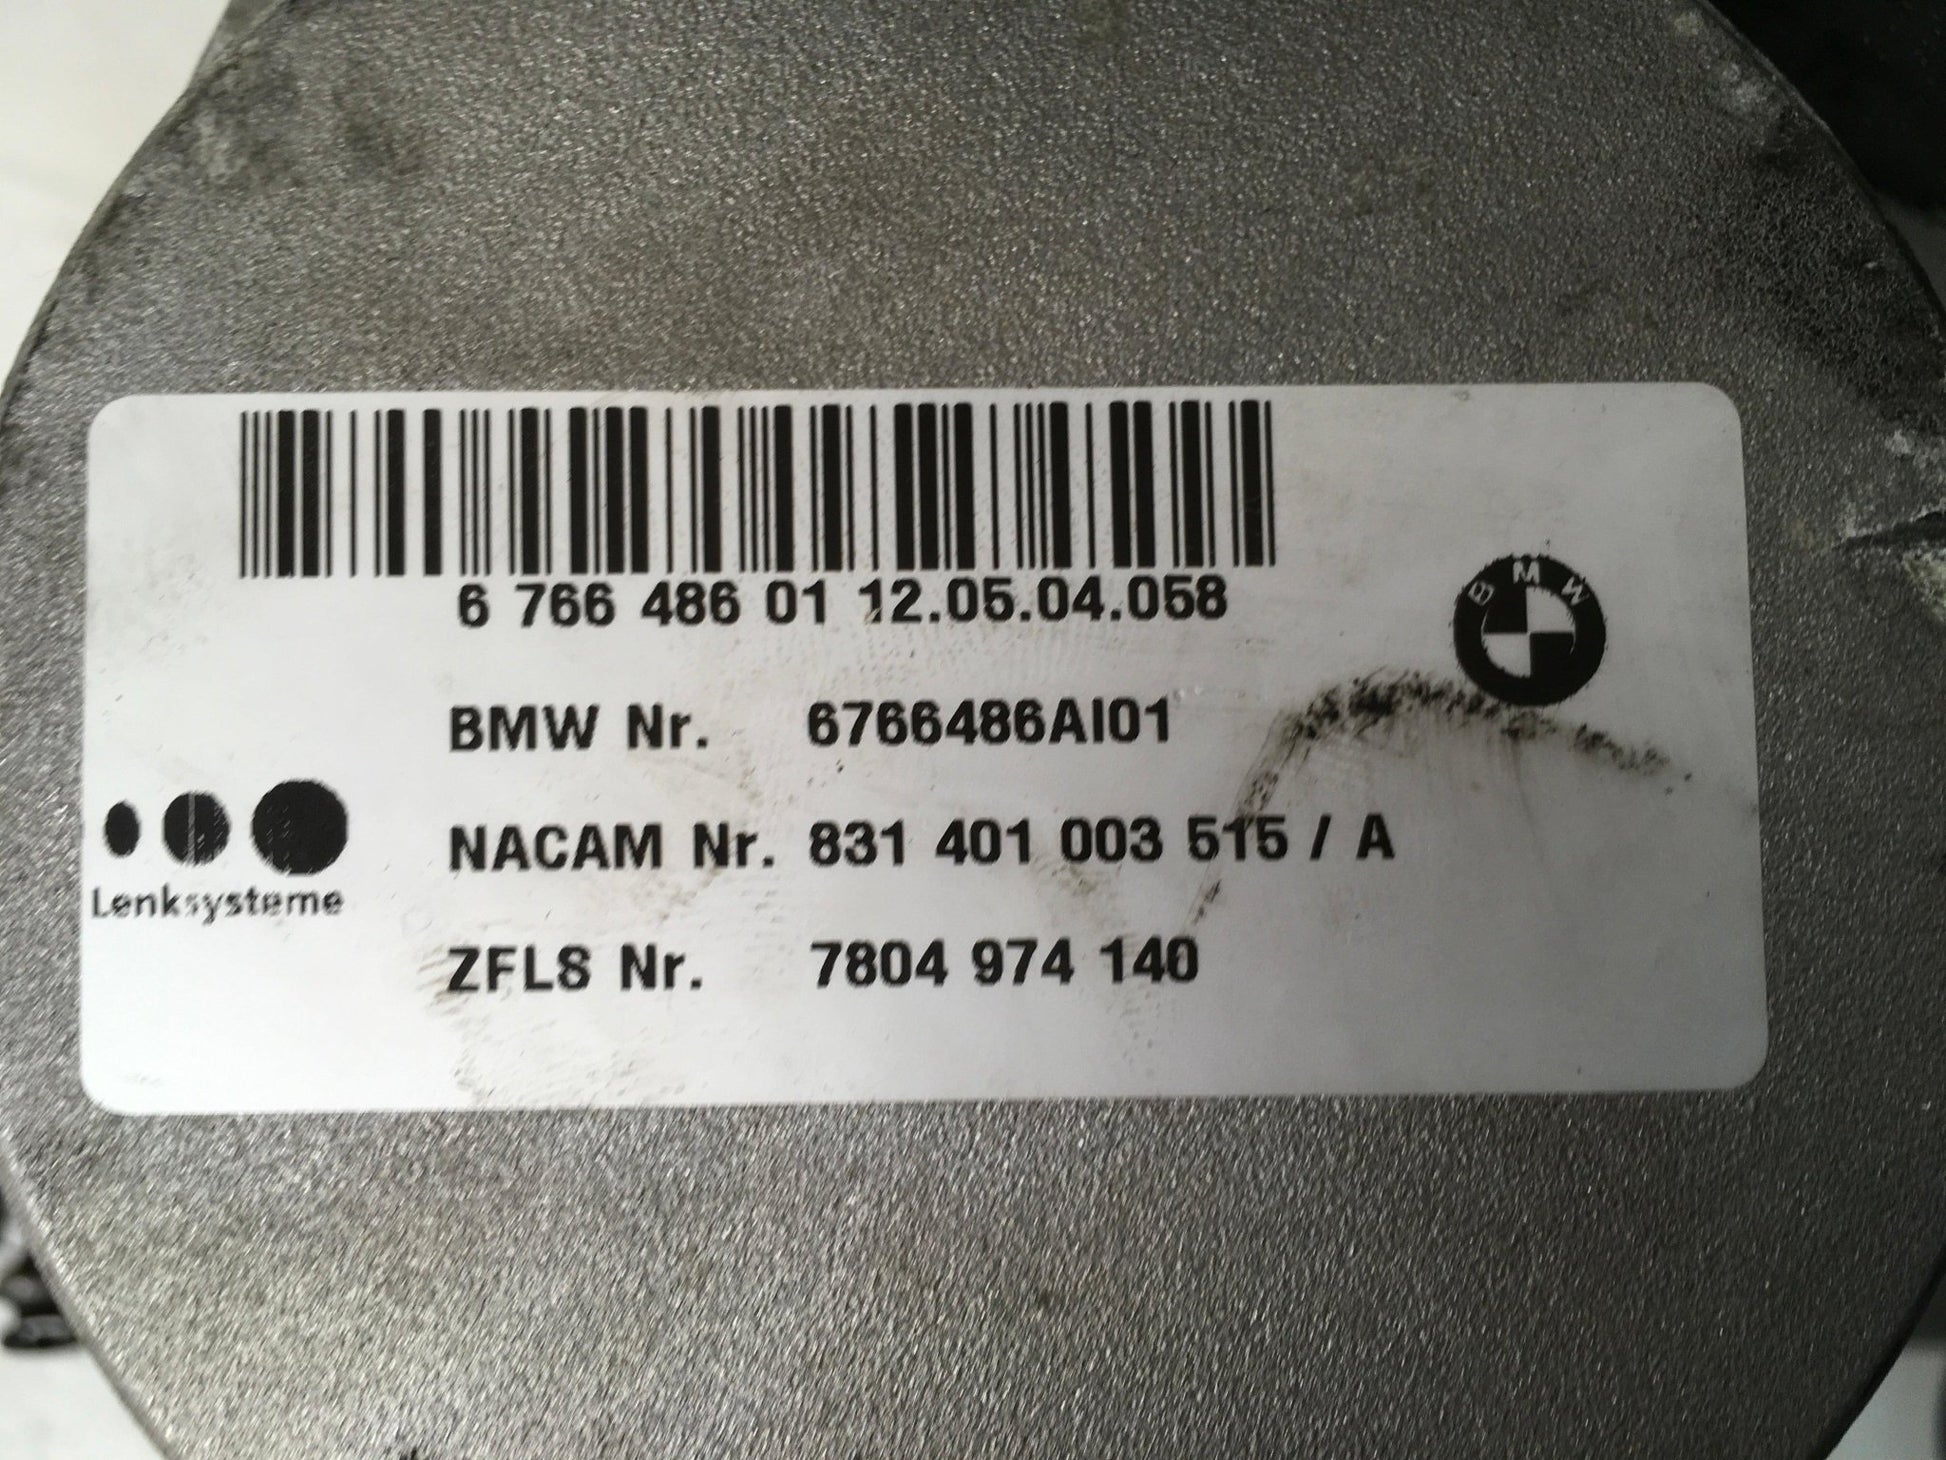 6 766 486 01 12.05.04.058
BMW
BMW Nr. 6766486AI01
NACAM Nr. 831 401 003 515 / A
Lenksysteme
ZFLS Nr. 7804 974 140